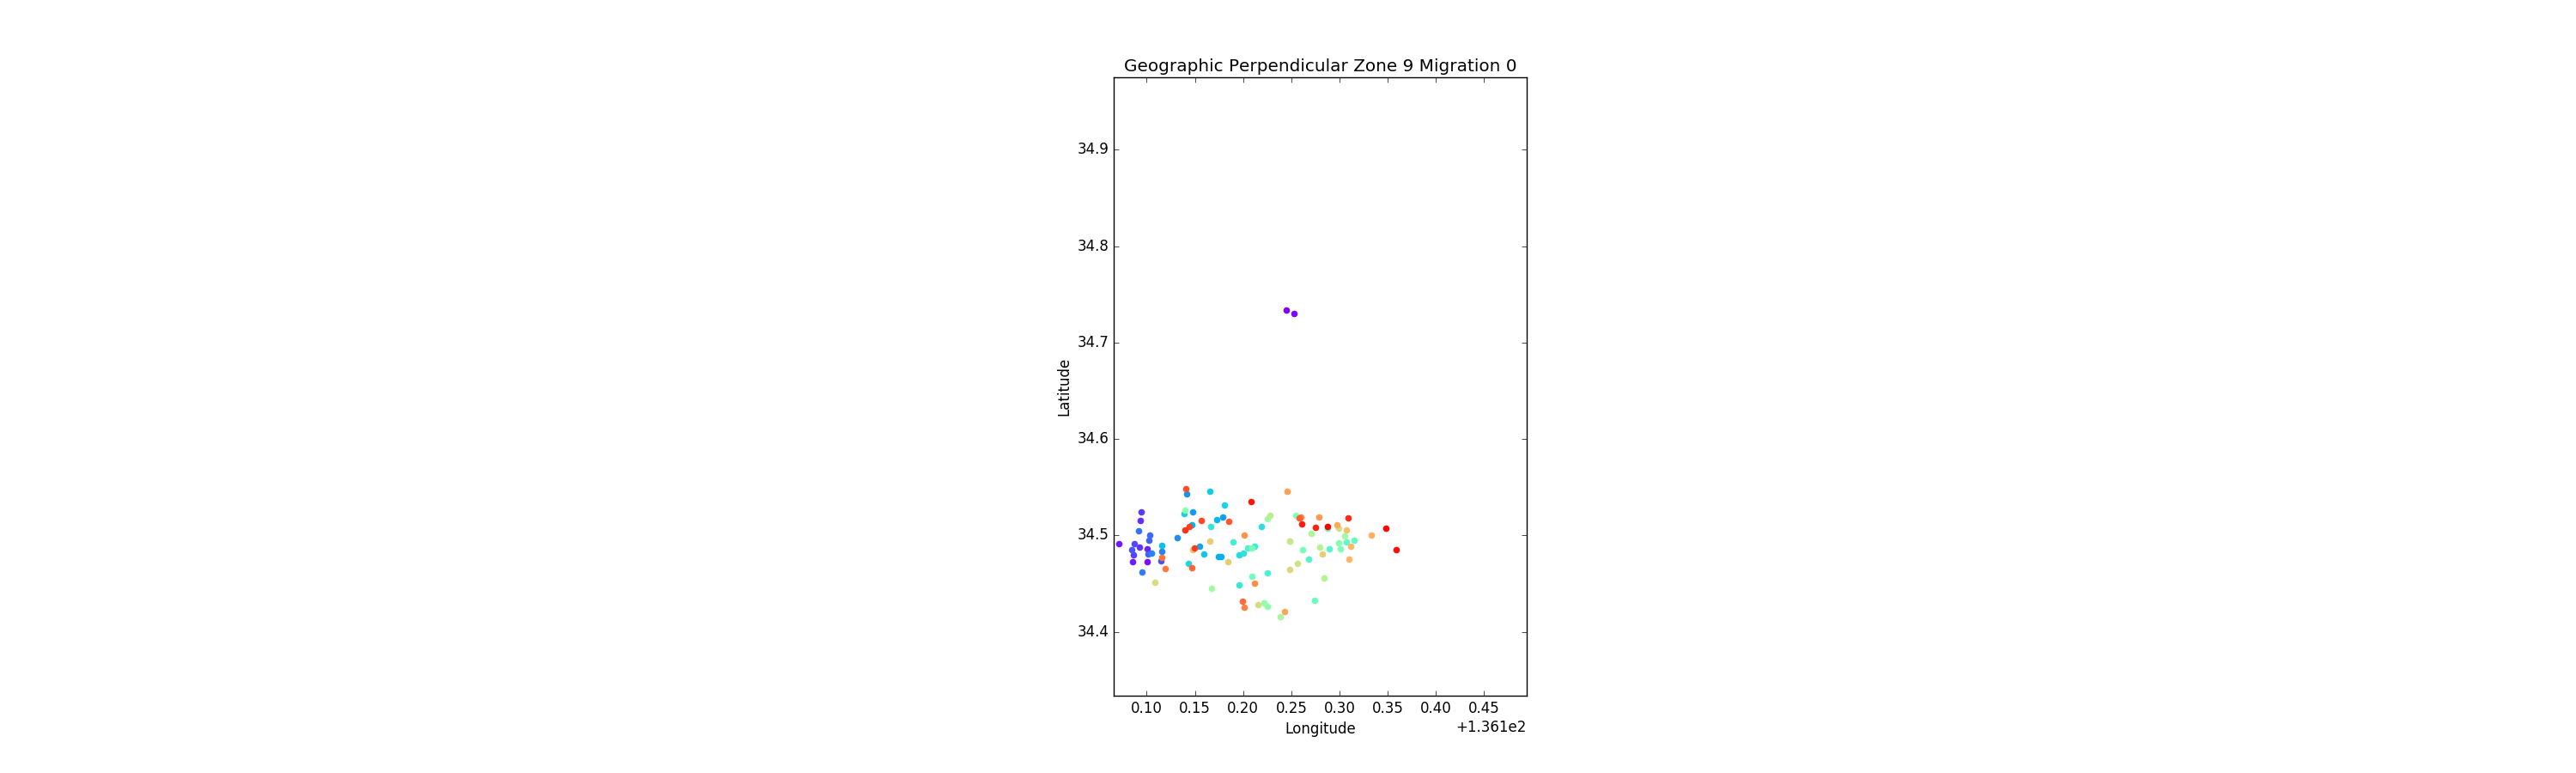 Geographic Perpendicular Zone 9 Migration 0
34.9
34.8
34.7
34.6
34.5
34.4
Latitude
0.10 0.15 0.20 0.25 0.30 0.35 0.40 0.45
+1.361e2
Longitude